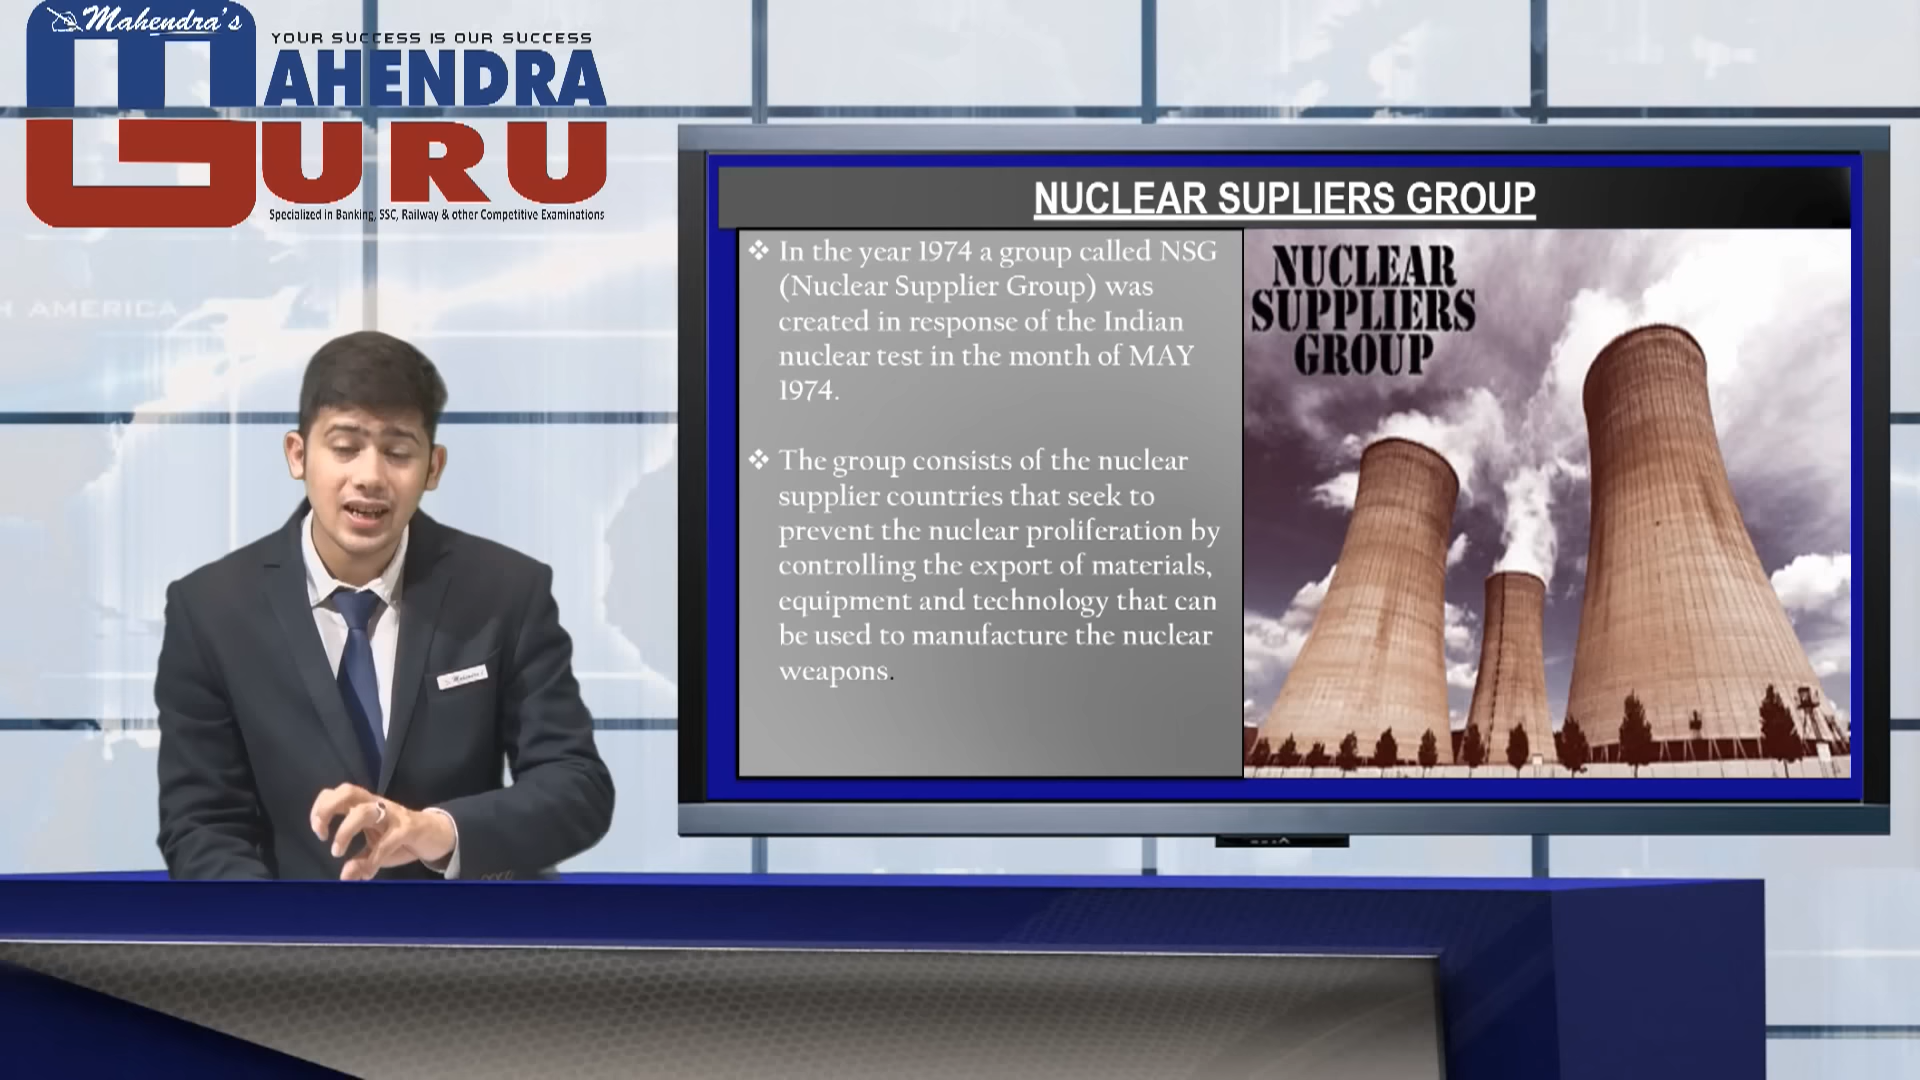 Mahendra's
YOUR SUCCESS IS OUR SUCCESS
MAHENDRA
GURU
Specialized in Banking, SSC, Railway & other Competitive Examinations
H AMERICA
NUCLEAR SUPLIERS GROUP
❖ In the year 1974 a group called NSG
(Nuclear Supplier Group) was
created in response of the Indian
nuclear test in the month of MAY
1974.
❖ The group consists of the nuclear
supplier countries that seek to
prevent the nuclear proliferation by
controlling the export of materials,
equipment and technology that can
be used to manufacture the nuclear
weapons.
NUCLEAR
SUPPLIERS
GROUP
Mahendra's